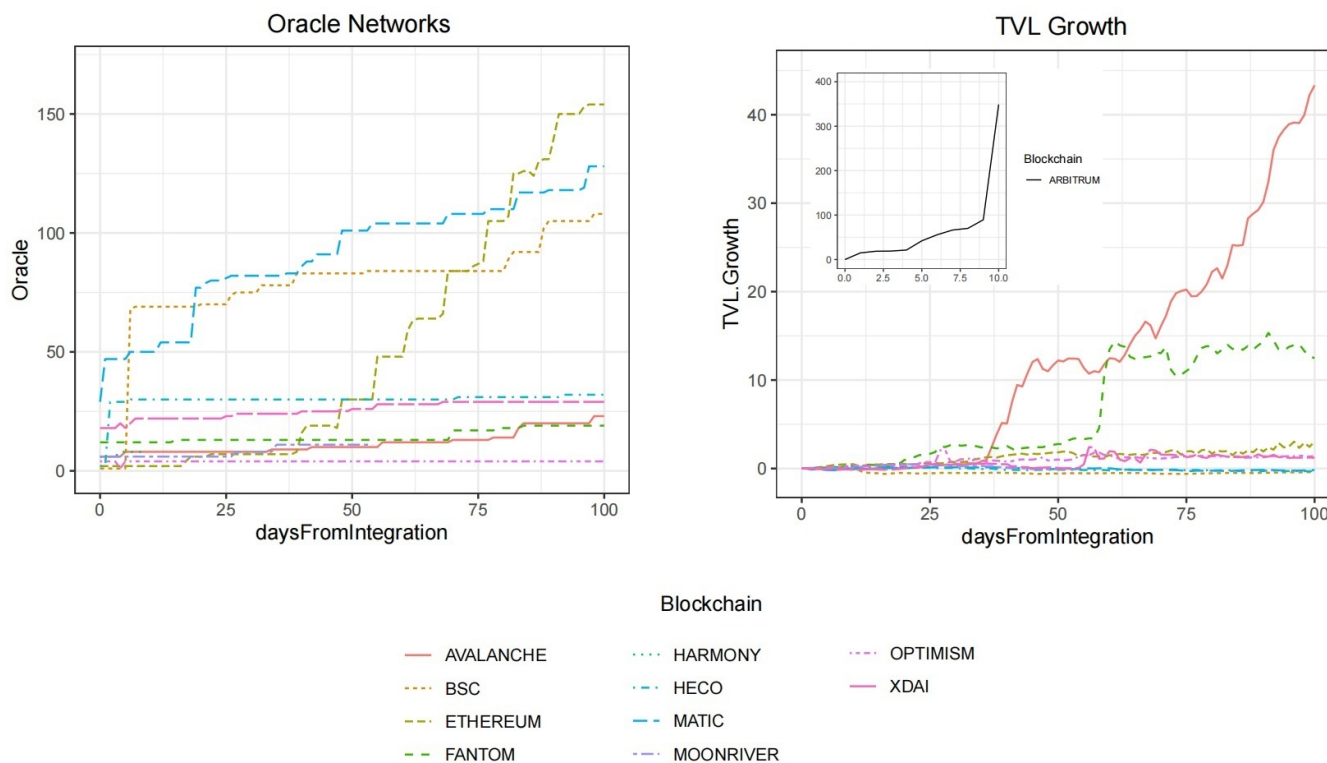 Oracle Networks
150
100
50
0
Oracle
0
25
50
75
100
daysFromIntegration
TVL Growth
40
30
20
10
0
TVL.Growth
0
25
50
75
100
daysFromIntegration
400
300
200
100
0
0.0
2.5
5.0
7.5
10.0
Blockchain
ARBITRUM
Blockchain
AVALANCHE
BSC
ETHEREUM
FANTOM
HARMONY
HECO
MATIC
MOONRIVER
OPTIMISM
XDAI